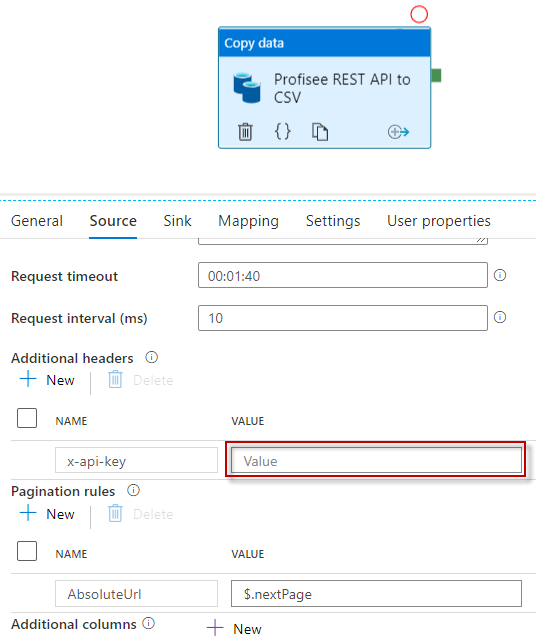 Copy data
Profisee REST API to
CSV
{}
General Source Sink Mapping Settings User properties
Request timeout 00:01:40
Request interval (ms) 10
Additional headers
New Delete
NAME VALUE
x-api-key Value
Pagination rules
New Delete
NAME VALUE
AbsoluteUrl $.nextPage
Additional columns New